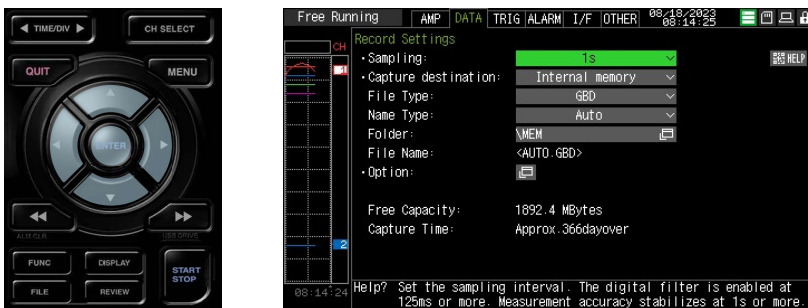 TIME/DIV
CH SELECT
QUIT
MENU
ENTER
ALM CLR
USB DRIVE
FUNC
DISPLAY
START
STOP
FILE
REVIEW
Free Running
AMP
DATA
TRIG
ALARM
I/F
OTHER
08/18/2023
08:14:25
CH
1
2
08:14:24
Record Settings
•Sampling: 1s
HELP
•Capture destination: Internal memory
File Type: GBD
Name Type: Auto
Folder: \MEM
File Name: <AUTO.GBD>
•Option:
Free Capacity: 1892.4 MBytes
Capture Time: Approx.366dayover
Help? Set the sampling interval. The digital filter is enabled at
125ms or more. Measurement accuracy stabilizes at 1s or more.